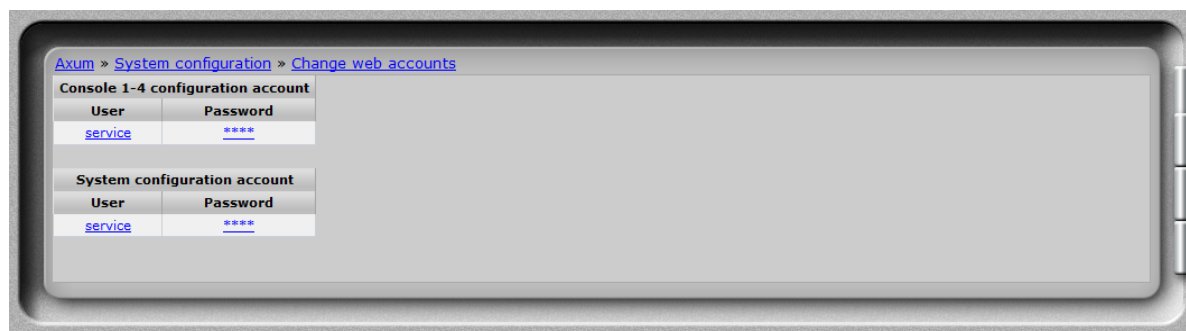 Axum » System configuration » Change web accounts
Console 1-4 configuration account
User Password
service ****
System configuration account
User Password
service ****